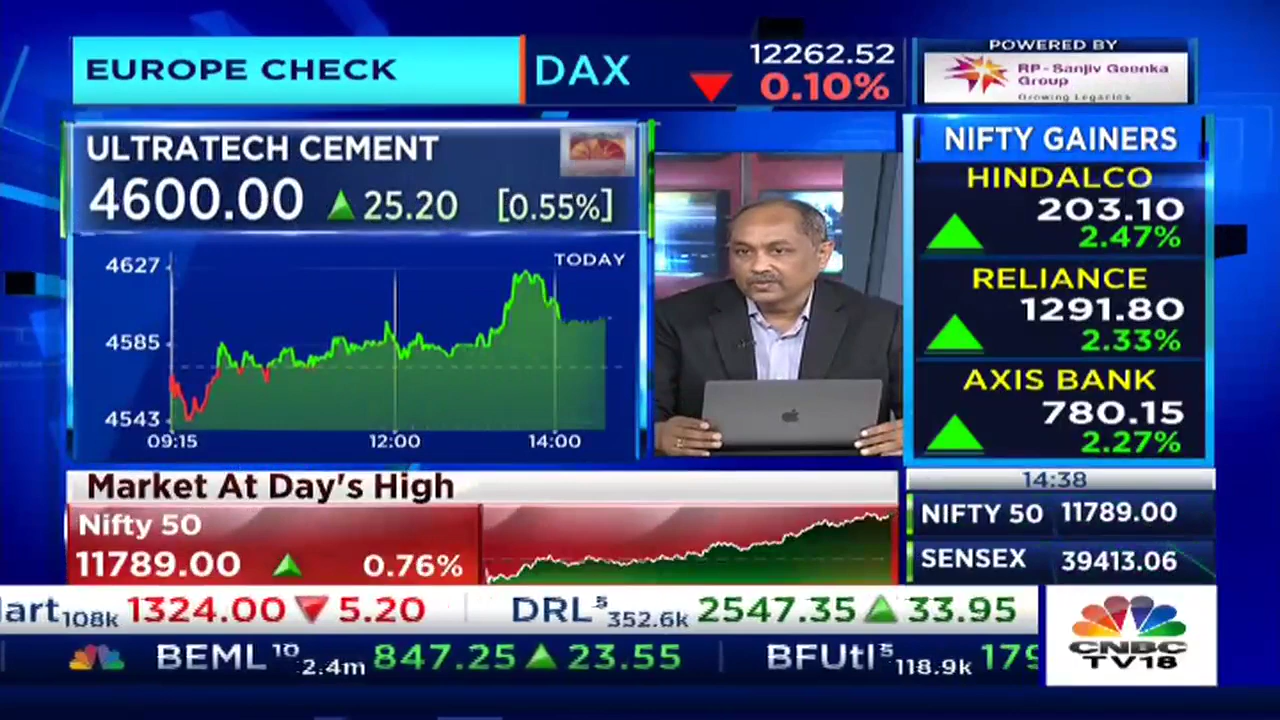 EUROPE CHECK
DAX
12262.52
0.10%
POWERED BY
RP-Sanjiv Goenka
Group
Growing Legacies
ULTRATECH CEMENT
4600.00 25.20 [0.55%]
TODAY
4627
4585
4543
09:15 12:00 14:00
NIFTY GAINERS
HINDALCO
203.10
2.47%
RELIANCE
1291.80
2.33%
AXIS BANK
780.15
2.27%
Market At Day's High
Nifty 50
11789.00 0.76%
14:38
NIFTY 50 11789.00
SENSEX 39413.06
art 108k 1324.00 5.20 DRL 5 352.6k 2547.35 33.95
BEML 10 2.4m 847.25 23.55 BFUtl 5 118.9k 179
CNBC
TV18